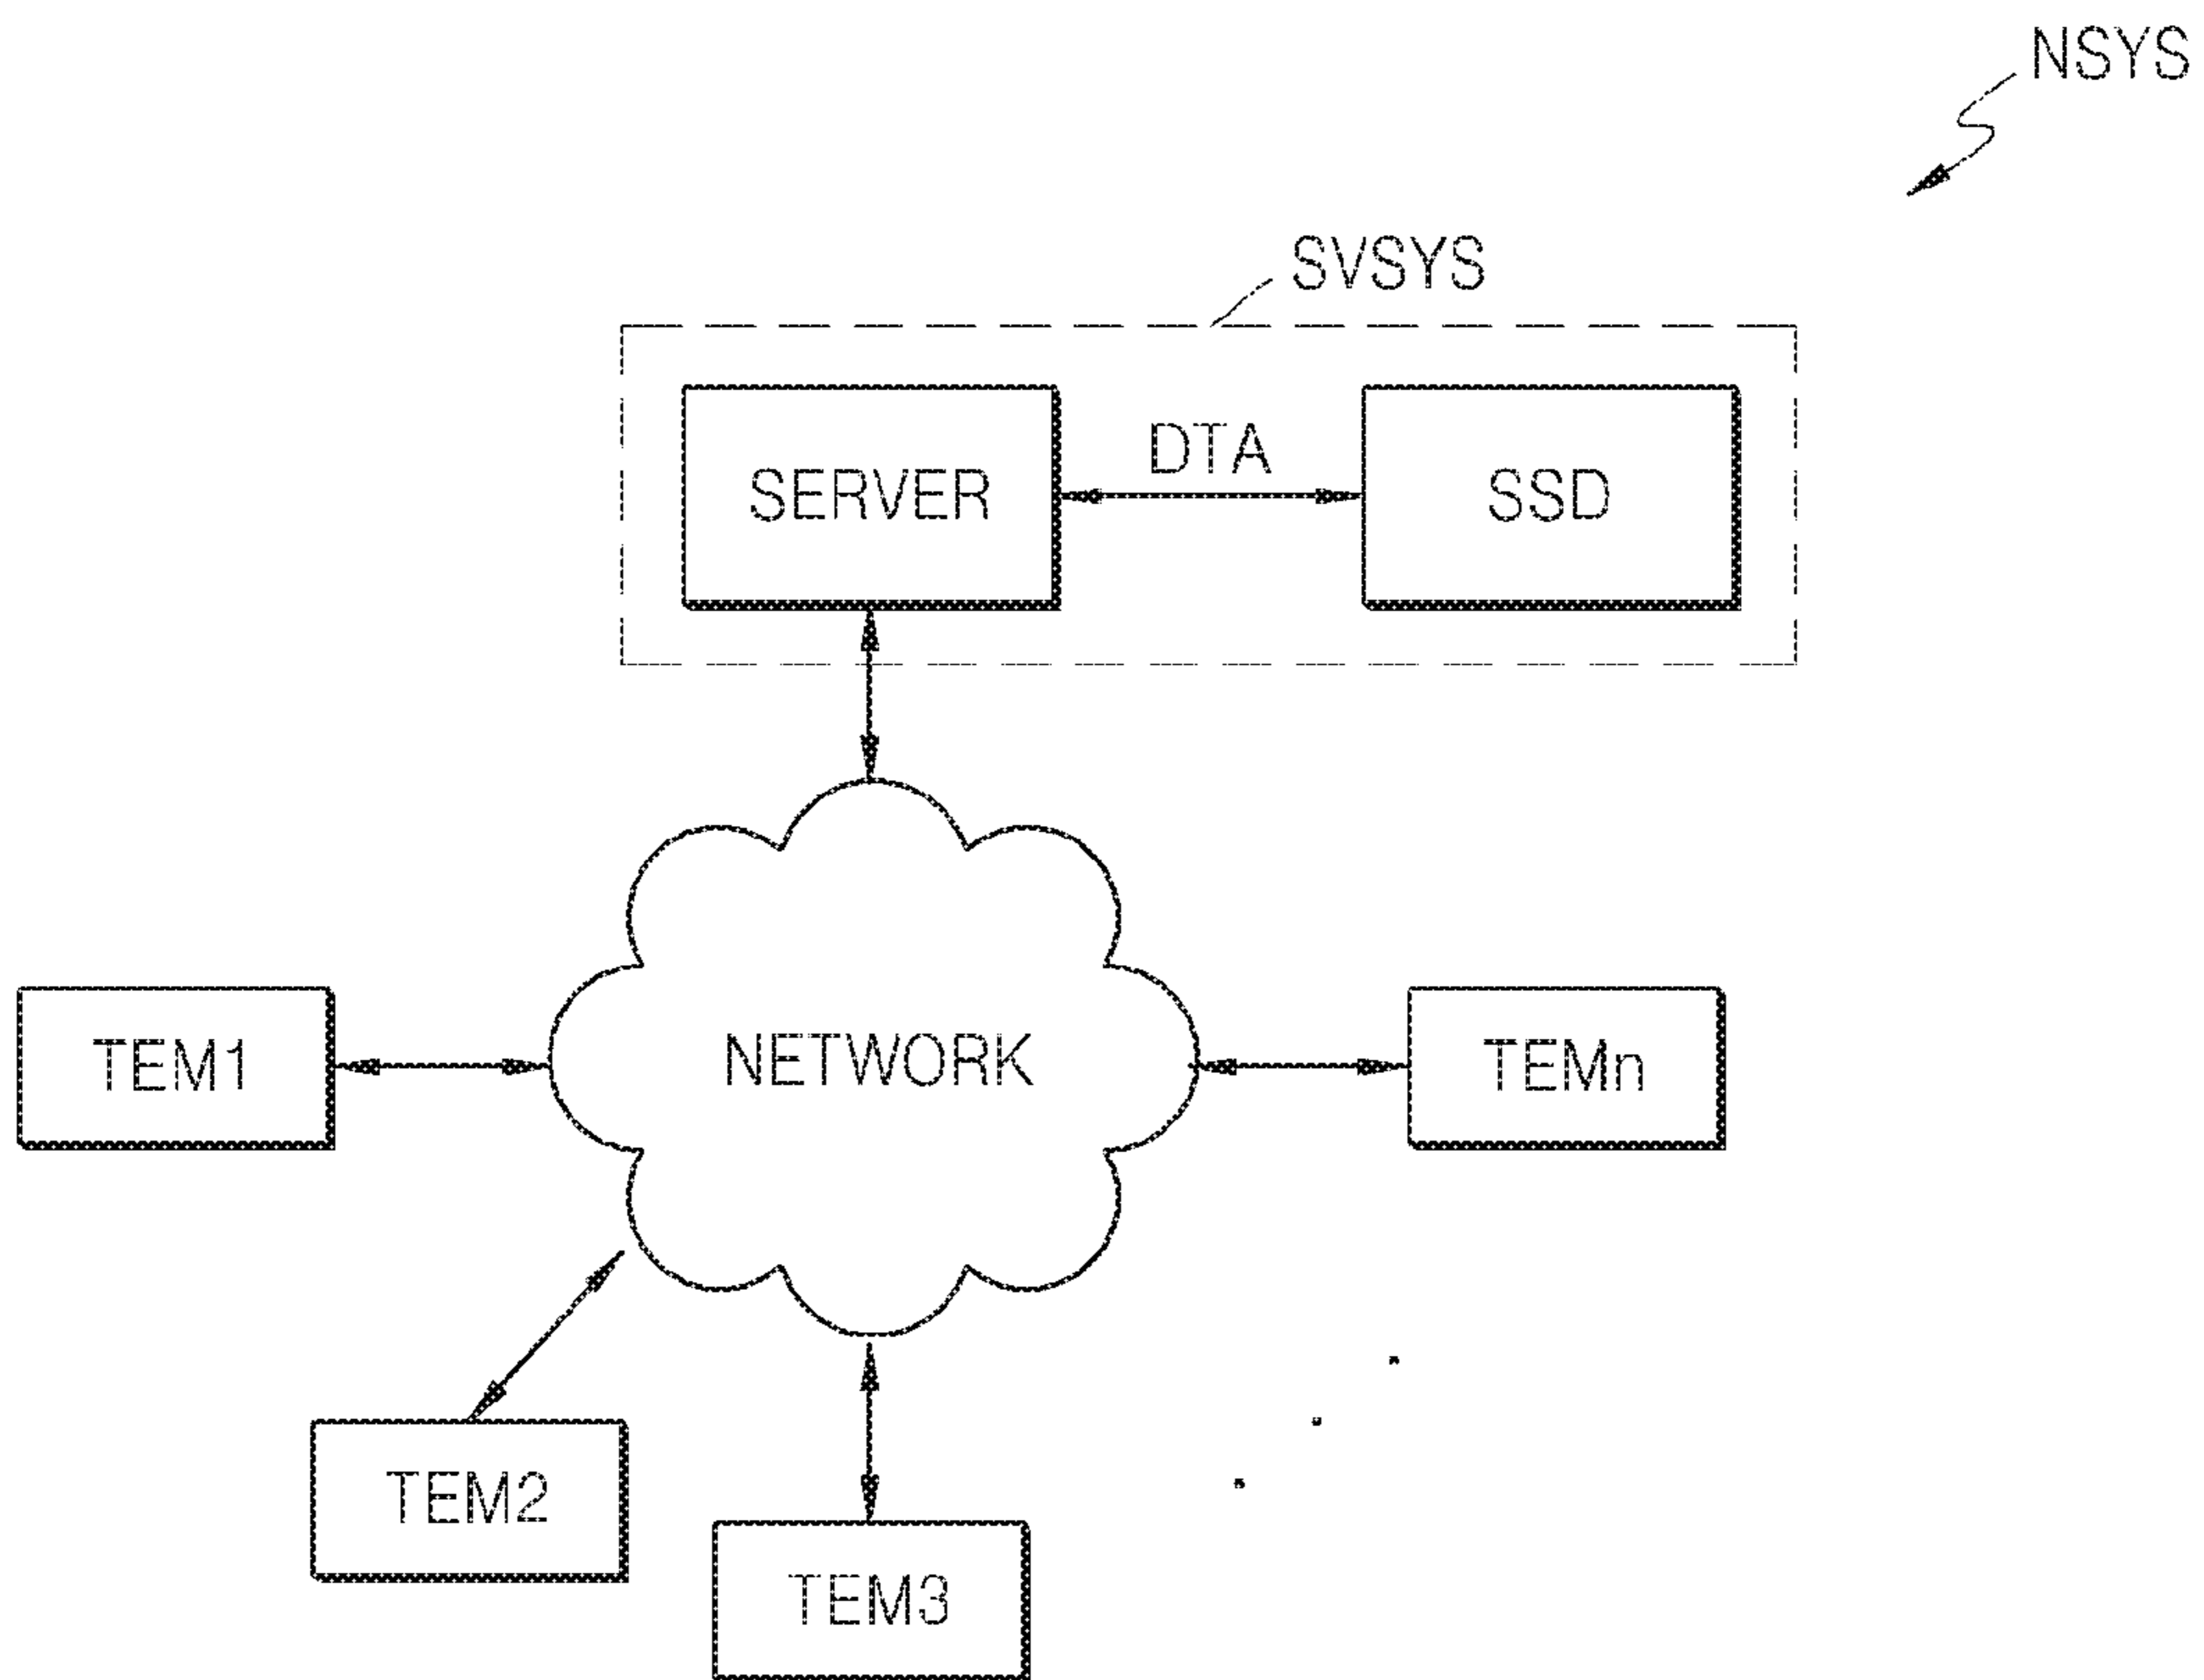 NSYS
SVSYS
DTA
SERVER
SSD
NETWORK
TEM1
TEMn
TEM2
TEM3